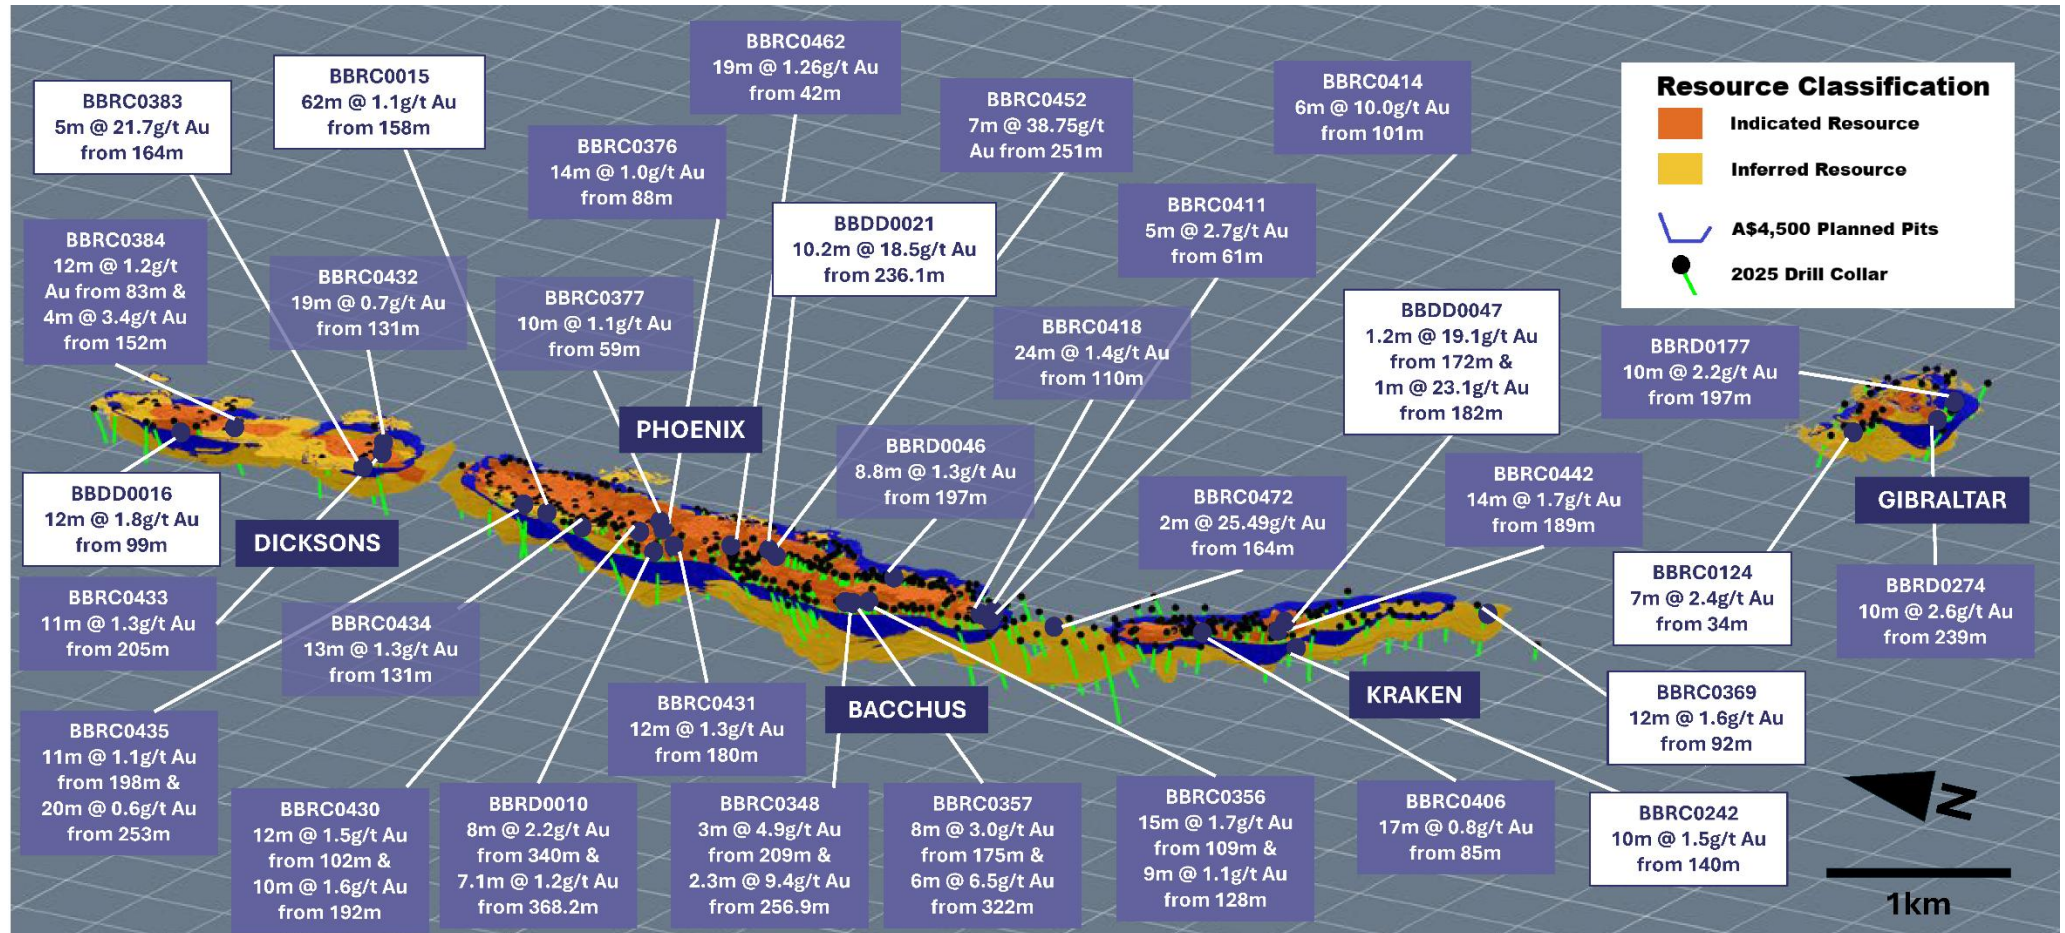 BBRC0462
19m @ 1.26g/t Au
from 42m
BBRC0015
62m @ 1.1g/t Au
from 158m
BBRC0383
5m @ 21.7g/t Au
from 164m
BBRC0452
7m @ 38.75g/t
Au from 251m
BBRC0414
6m @ 10.0g/t Au
from 101m
Resource Classification
Indicated Resource
Inferred Resource
A$4,500 Planned Pits
2025 Drill Collar
BBRC0376
14m @ 1.0g/t Au
from 88m
BBRC0384
12m @ 1.2g/t
Au from 83m &
4m @ 3.4g/t Au
from 152m
BBRC0432
19m @ 0.7g/t Au
from 131m
BBRC0377
10m @ 1.1g/t Au
from 59m
BBDD0021
10.2m @ 18.5g/t Au
from 236.1m
BBRC0411
5m @ 2.7g/t Au
from 61m
BBRC0418
24m @ 1.4g/t Au
from 110m
BBDD0047
1.2m @ 19.1g/t Au
from 172m &
1m @ 23.1g/t Au
from 182m
BBRD0177
10m @ 2.2g/t Au
from 197m
PHOENIX
BBRD0046
8.8m @ 1.3g/t Au
from 197m
BBRC0472
2m @ 25.49g/t Au
from 164m
BBRC0442
14m @ 1.7g/t Au
from 189m
GIBRALTAR
BBDD0016
12m @ 1.8g/t Au
from 99m
DICKSONS
BBRC0124
7m @ 2.4g/t Au
from 34m
BBRD0274
10m @ 2.6g/t Au
from 239m
BBRC0433
11m @ 1.3g/t Au
from 205m
BBRC0434
13m @ 1.3g/t Au
from 131m
BBRC0431
12m @ 1.3g/t Au
from 180m
BACCHUS
KRAKEN
BBRC0369
12m @ 1.6g/t Au
from 92m
BBRC0435
11m @ 1.1g/t Au
from 198m &
20m @ 0.6g/t Au
from 253m
BBRC0430
12m @ 1.5g/t Au
from 102m &
10m @ 1.6g/t Au
from 192m
BBRD0010
8m @ 2.2g/t Au
from 340m &
7.1m @ 1.2g/t Au
from 368.2m
BBRC0348
3m @ 4.9g/t Au
from 209m &
2.3m @ 9.4g/t Au
from 256.9m
BBRC0357
8m @ 3.0g/t Au
from 175m &
6m @ 6.5g/t Au
from 322m
BBRC0356
15m @ 1.7g/t Au
from 109m &
9m @ 1.1g/t Au
from 128m
BBRC0406
17m @ 0.8g/t Au
from 85m
BBRC0242
10m @ 1.5g/t Au
from 140m
N
1km